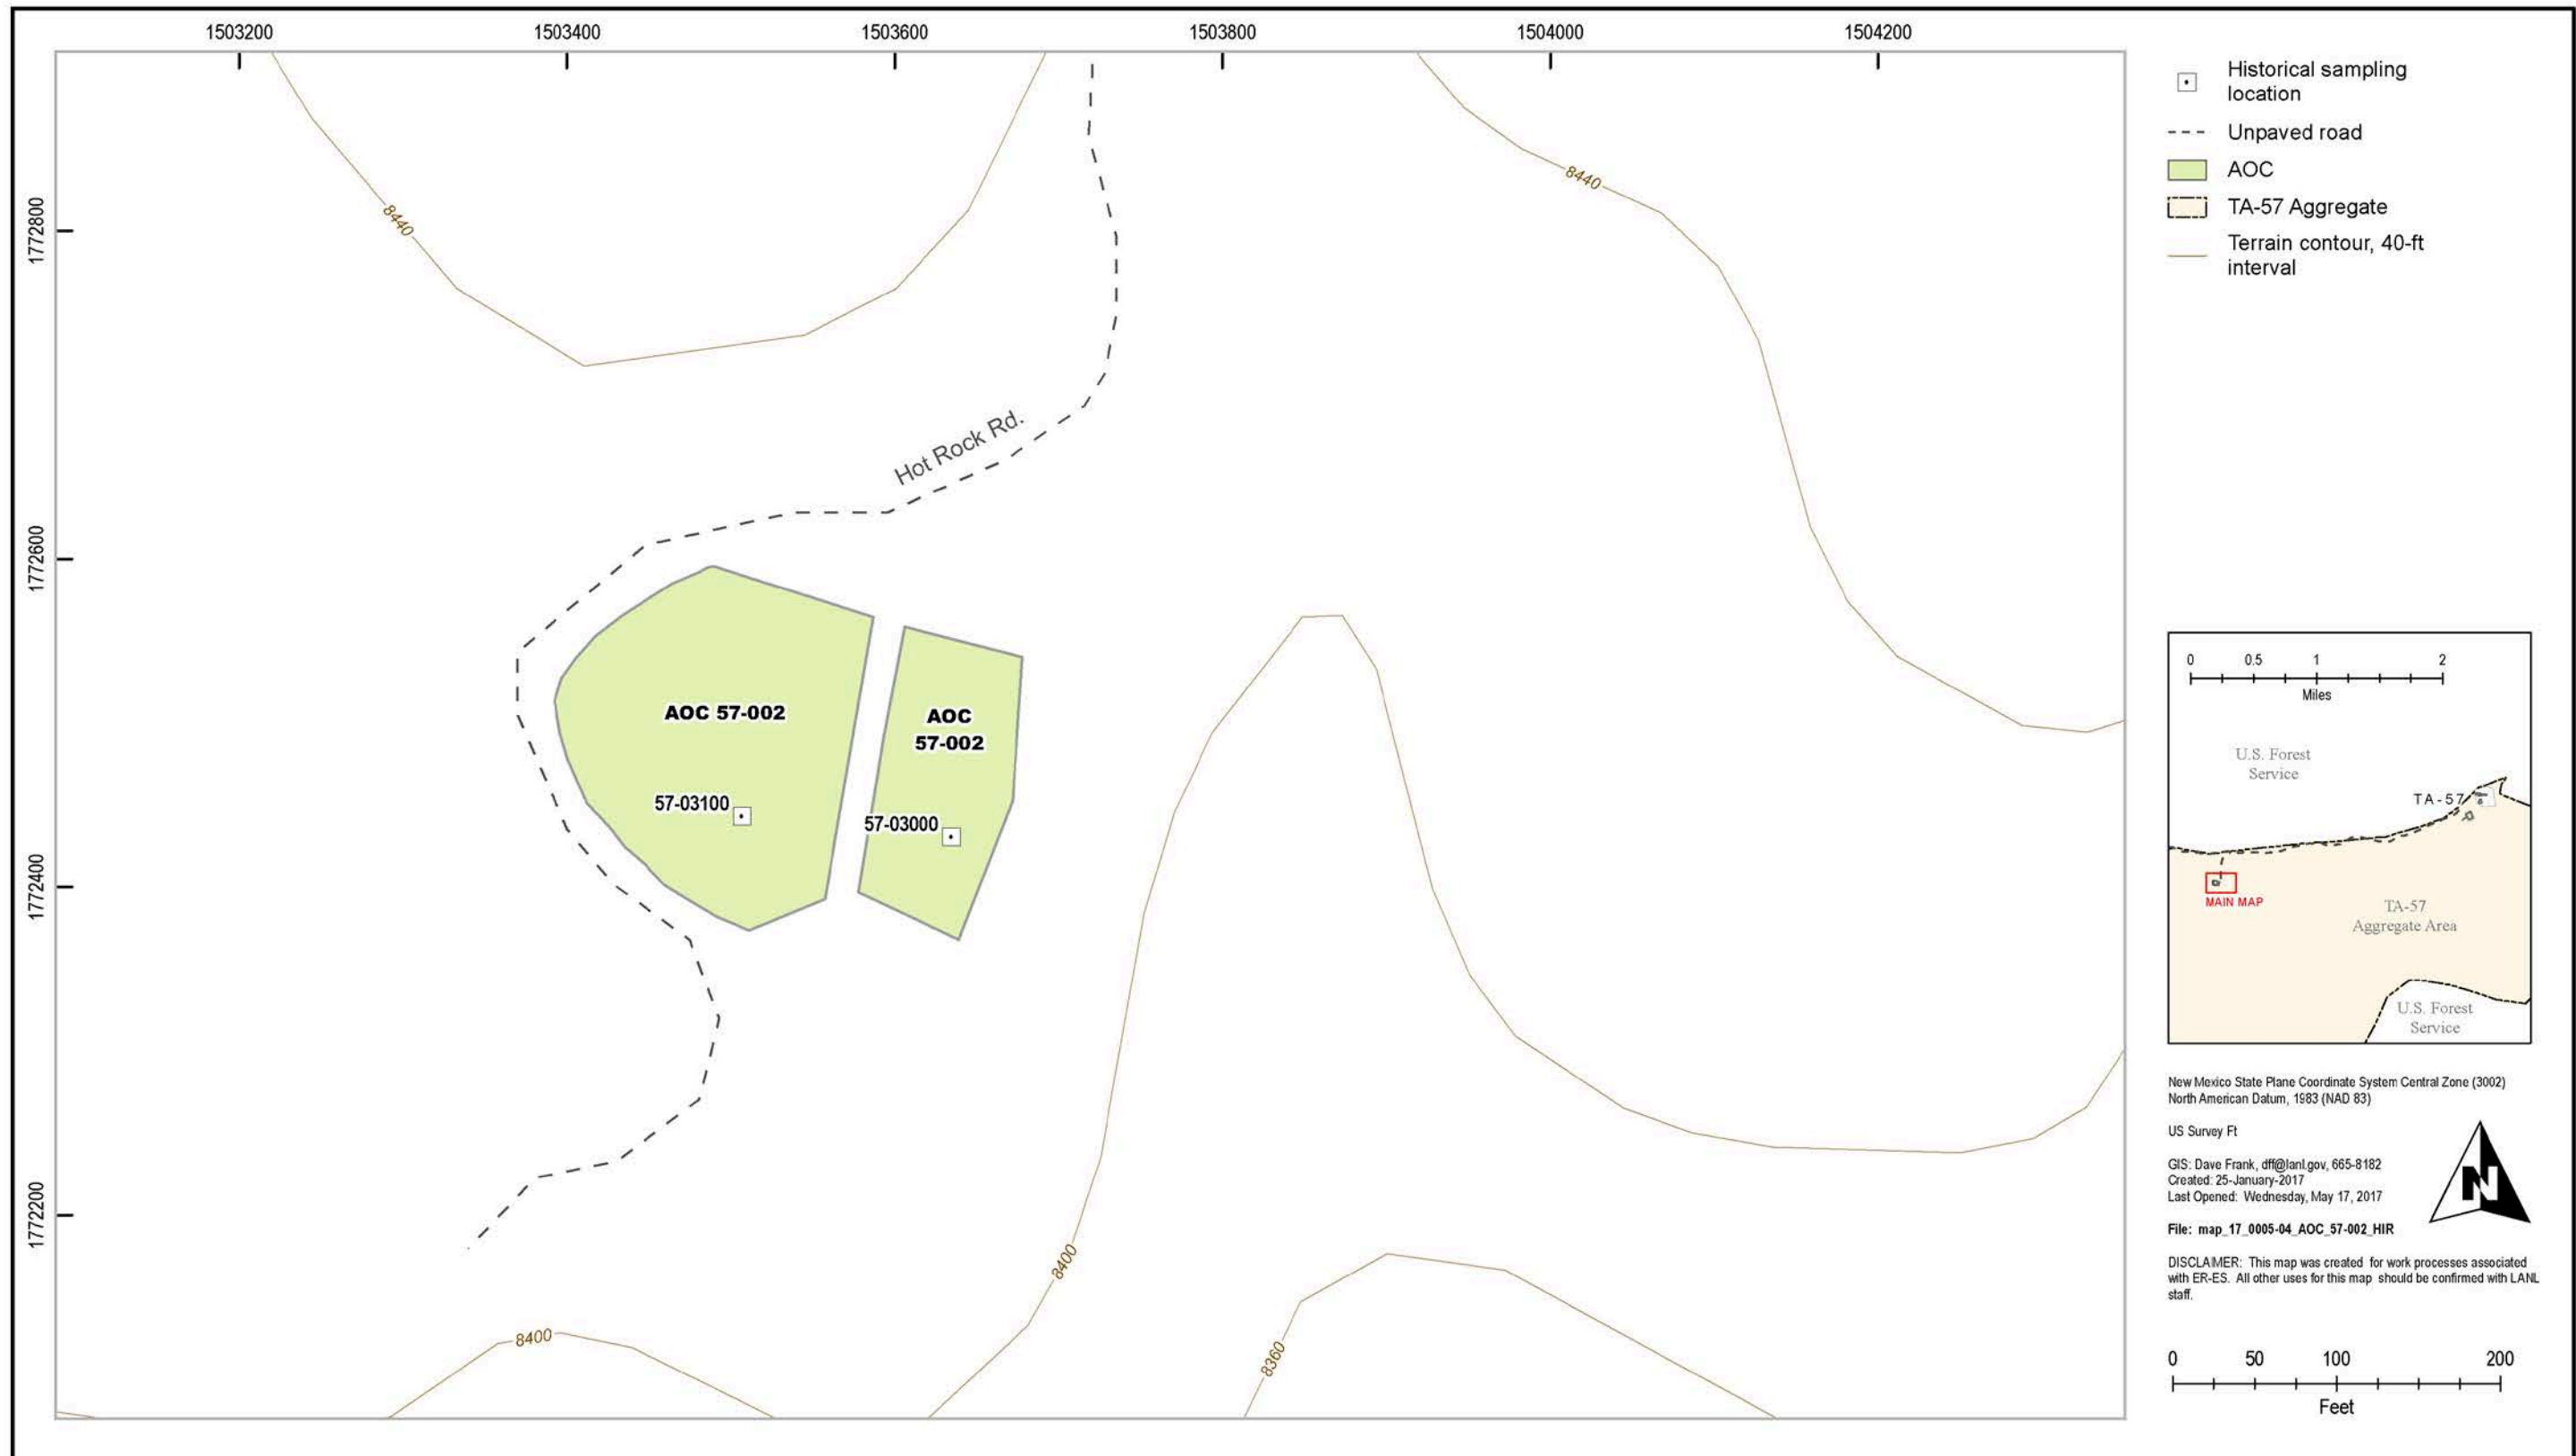 1503200 1503400 1503600 1503800 1504000 1504200
1772800
1772600
1772400
1772200
8440
8440
Hot Rock Rd.
AOC 57-002
AOC
57-002
57-03100
57-03000
8400
8400
8360
Historical sampling
location
Unpaved road
AOC
TA-57 Aggregate
Terrain contour, 40-ft
interval
0 0.5 1 2
Miles
U.S. Forest
Service
TA-57
MAIN MAP
TA-57
Aggregate Area
U.S. Forest
Service
New Mexico State Plane Coordinate System Central Zone (3002)
North American Datum, 1983 (NAD 83)
US Survey Ft
GIS: Dave Frank, dff@lanl.gov, 665-8182
Created: 25-January-2017
Last Opened: Wednesday, May 17, 2017
N
File: map_17_0005-04_AOC_57-002_HIR
DISCLAIMER: This map was created for work processes associated
with ER-ES. All other uses for this map should be confirmed with LANL
staff.
0 50 100 200
Feet